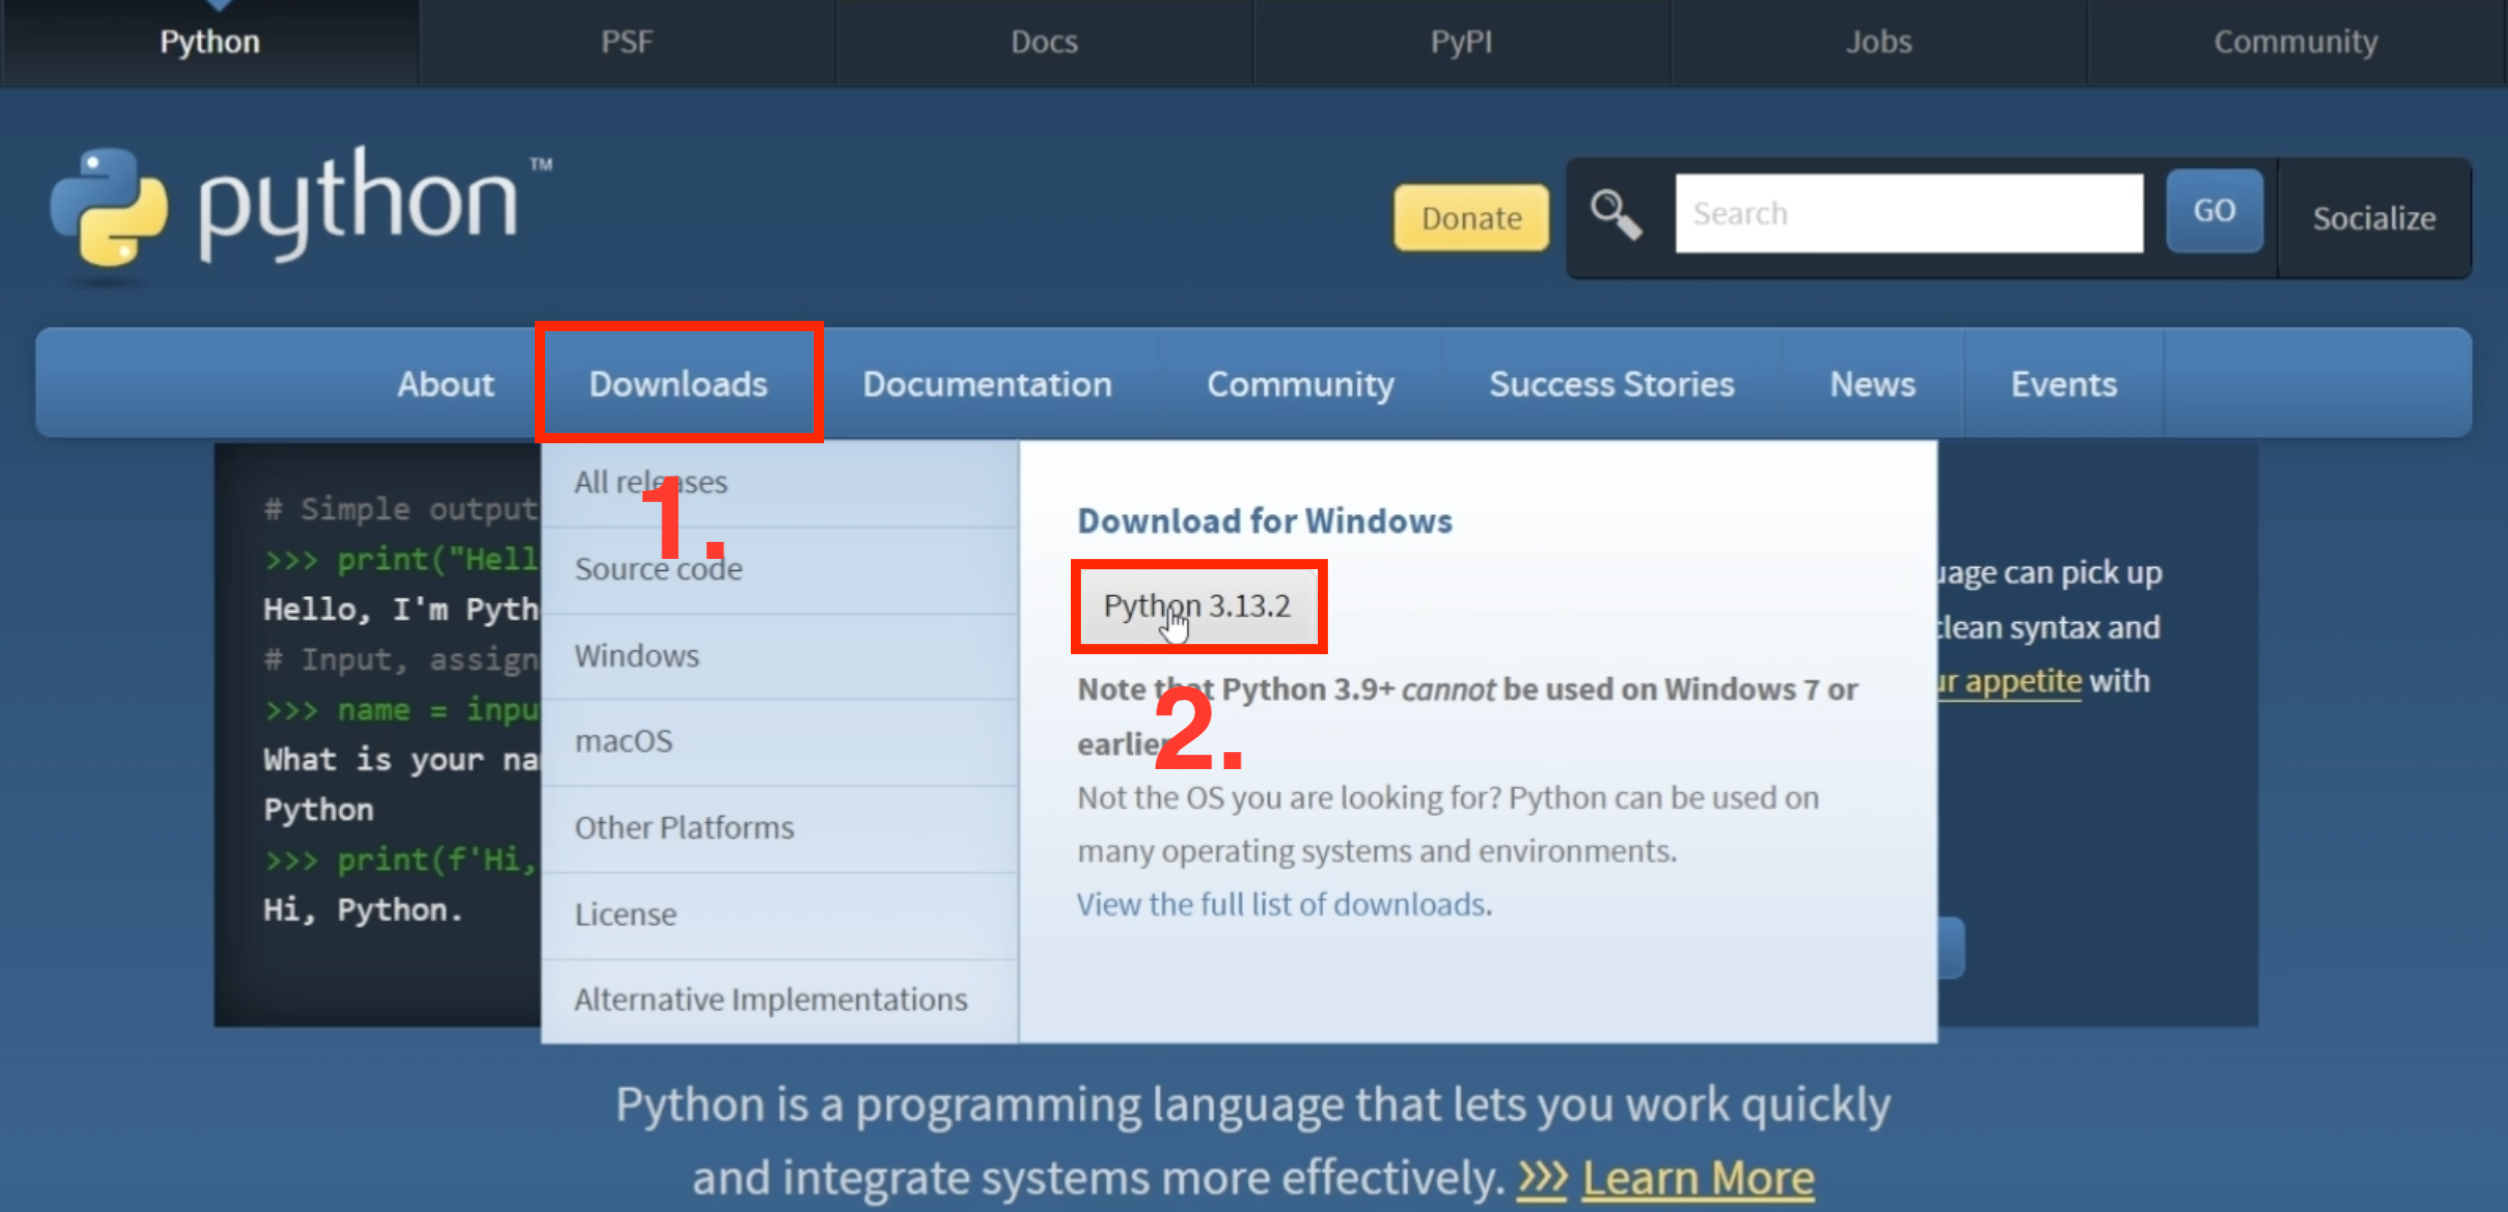 Python
PSF
Docs
PyPI
Jobs
Community
python™
Donate
Search
GO
Socialize
About
Downloads
Documentation
Community
Success Stories
News
Events
# Simple output
>>> print("Hell
Hello, I'm Pyth
# Input, assign
>>> name = inpu
What is your na
Python
>>> print(f'Hi,
Hi, Python.
All releases
1.
Source code
Windows
macOS
Other Platforms
License
Alternative Implementations
Download for Windows
Python 3.13.2
2.
Note that Python 3.9+ cannot be used on Windows 7 or
earlier
Not the OS you are looking for? Python can be used on
many operating systems and environments.
View the full list of downloads.
uage can pick up
clean syntax and
ur appetite with
Python is a programming language that lets you work quickly
and integrate systems more effectively. >>> Learn More